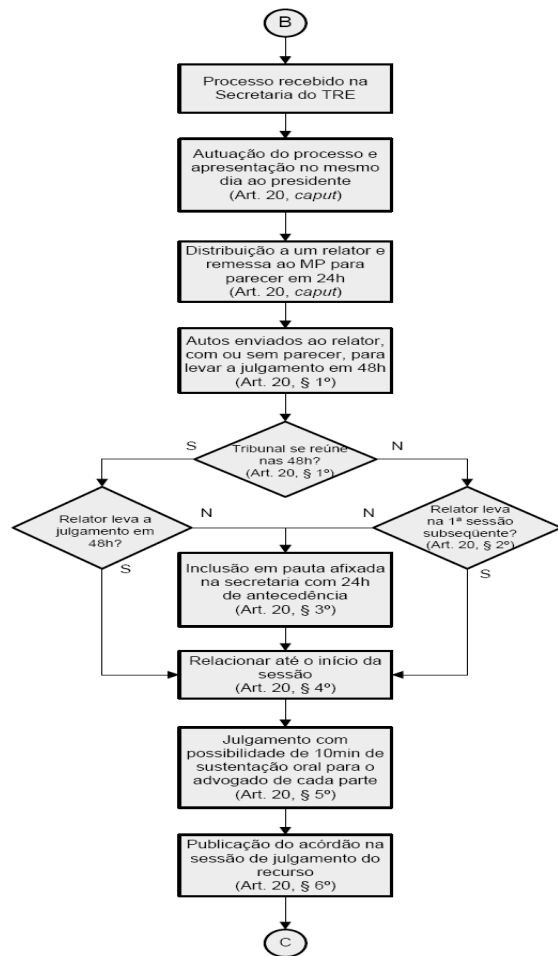 B
Processo recebido na
Secretaria do TRE
Autuação do processo e
apresentação no mesmo
dia ao presidente
(Art. 20, caput)
Distribuição a um relator e
remessa ao MP para
parecer em 24h
(Art. 20, caput)
Autos enviados ao relator,
com ou sem parecer, para
levar a julgamento em 48h
(Art. 20, § 1º)
S
Tribunal se reúne
nas 48h?
(Art. 20, § 1º)
N
Relator leva a
julgamento em
48h?
N
S
N
Relator leva
na 1ª sessão
subseqüente?
(Art. 20, § 2º)
S
Inclusão em pauta afixada
na secretaria com 24h
de antecedência
(Art. 20, § 3º)
Relacionar até o início da
sessão
(Art. 20, § 4º)
Julgamento com
possibilidade de 10min de
sustentação oral para o
advogado de cada parte
(Art. 20, § 5º)
Publicação do acórdão na
sessão de julgamento do
recurso
(Art. 20, § 6º)
C